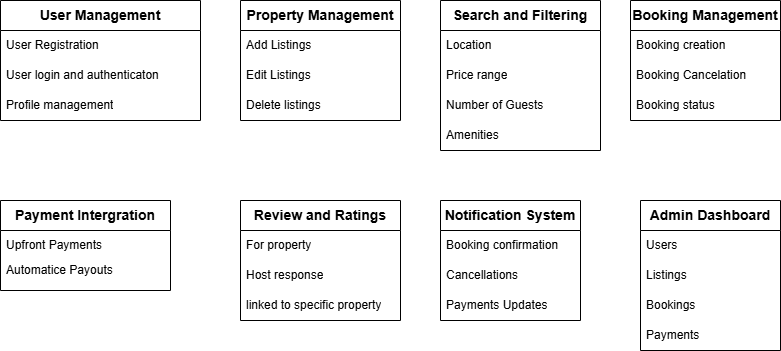 User Management
User Registration
User login and authenticaton
Profile management
Property Management
Add Listings
Edit Listings
Delete listings
Search and Filtering
Location
Price range
Number of Guests
Amenities
Booking Management
Booking creation
Booking Cancelation
Booking status
Payment Intergration
Upfront Payments
Automatice Payouts
Review and Ratings
For property
Host response
linked to specific property
Notification System
Booking confirmation
Cancellations
Payments Updates
Admin Dashboard
Users
Listings
Bookings
Payments